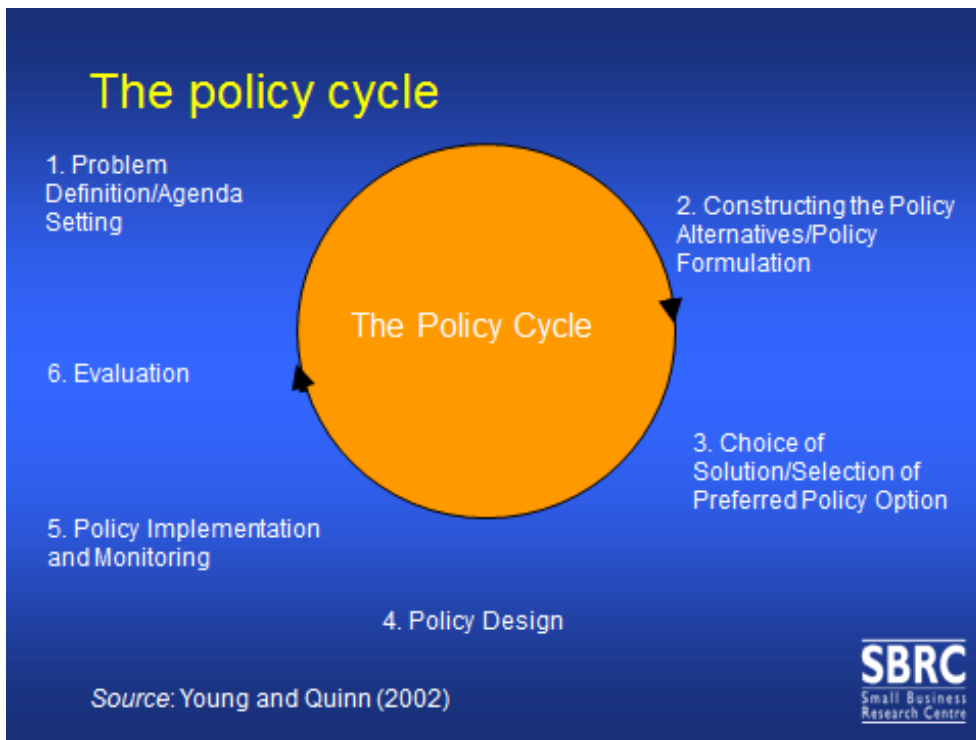 The policy cycle
1. Problem
Definition/Agenda
Setting
2. Constructing the Policy
Alternatives/Policy
Formulation
The Policy Cycle
6. Evaluation
3. Choice of
Solution/Selection of
Preferred Policy Option
5. Policy Implementation
and Monitoring
4. Policy Design
Source: Young and Quinn (2002)
SBRC
Small Business
Research Centre